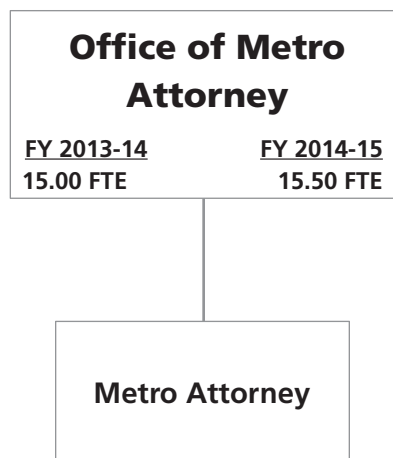 Office of Metro
Attorney
FY 2013-14 FY 2014-15
15.00 FTE 15.50 FTE
Metro Attorney